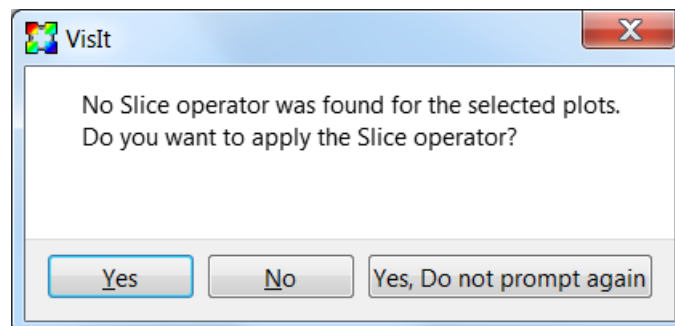 VisIt
No Slice operator was found for the selected plots.
Do you want to apply the Slice operator?
Yes
No
Yes, Do not prompt again